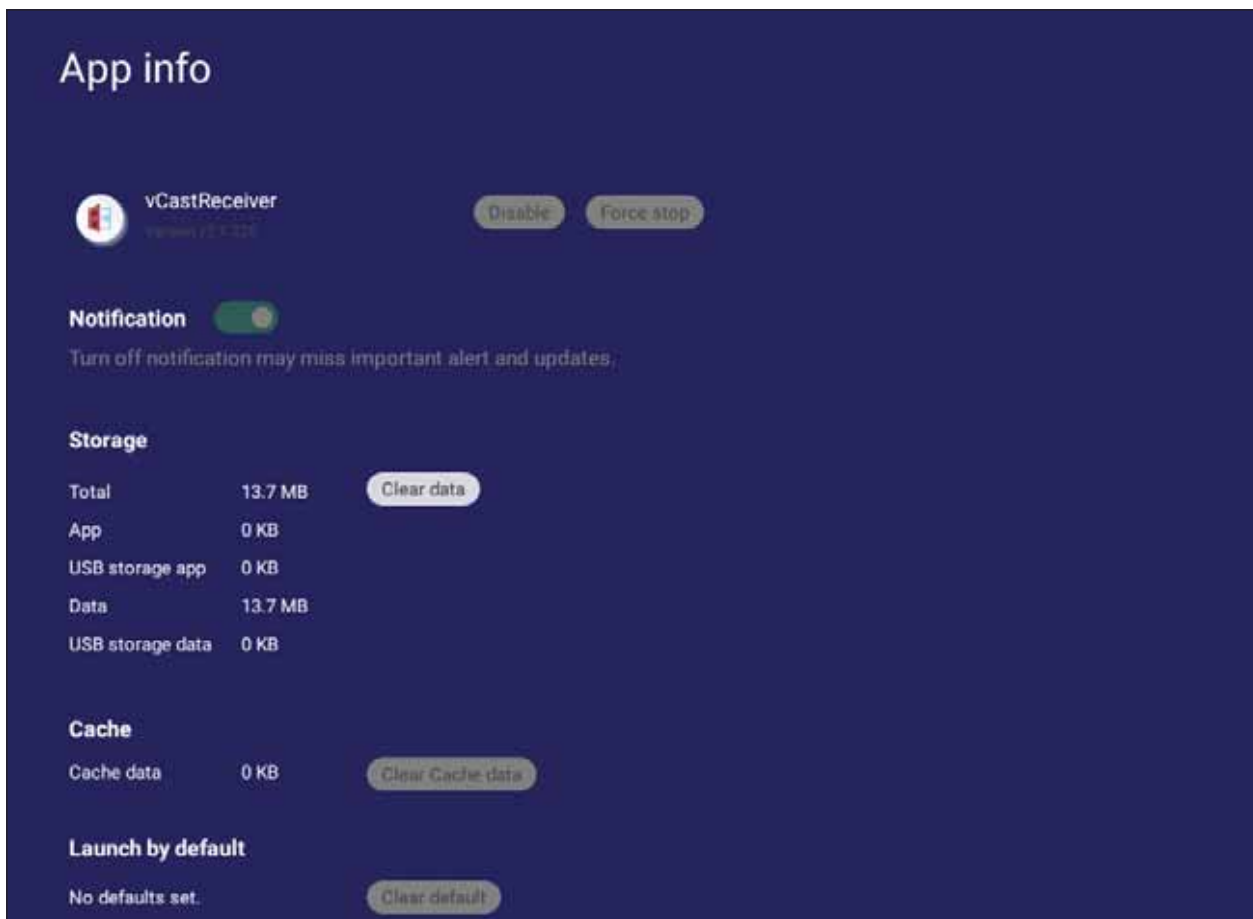 App info
vCastReceiver
Disable Force stop
Notification
Turn off notification may miss important alert and updates.
Storage
Total 13.7 MB Clear data
App 0 KB
USB storage app 0 KB
Data 13.7 MB
USB storage data 0 KB
Cache
Cache data 0 KB Clear Cache data
Launch by default
No defaults set. Clear default